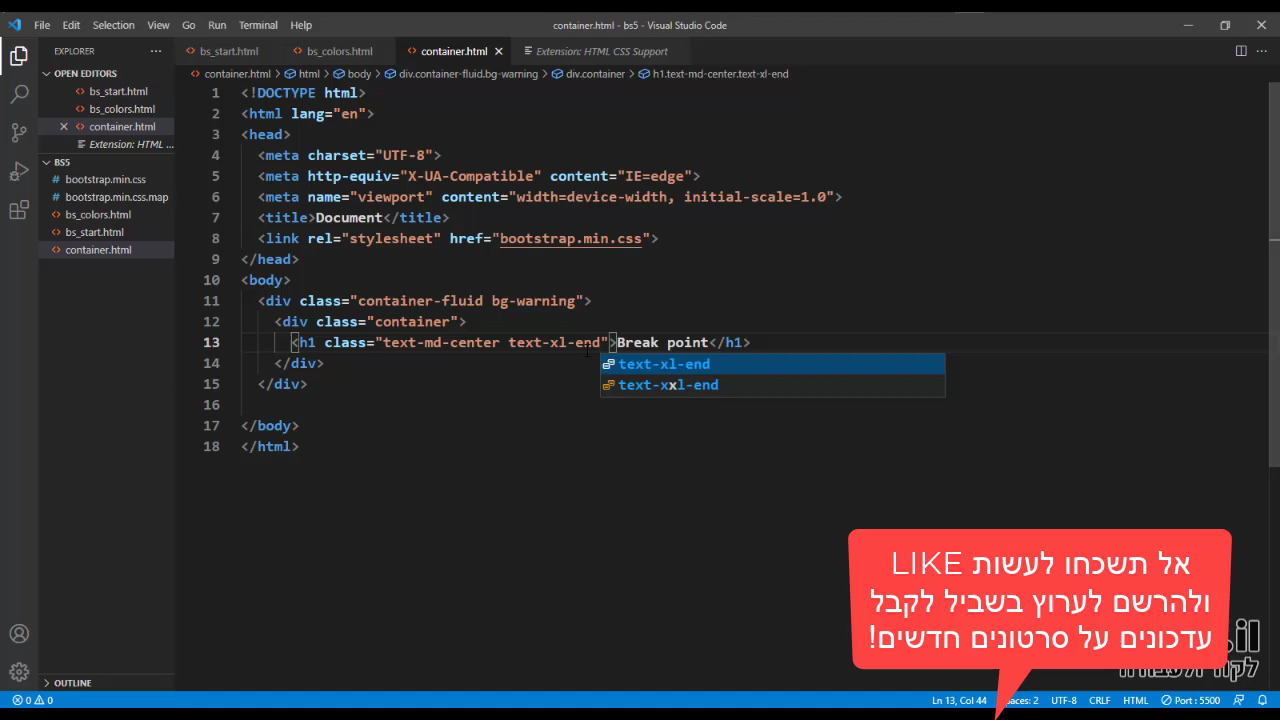 File Edit Selection View Go Run Terminal Help
container.html - bs5 - Visual Studio Code
EXPLORER
OPEN EDITORS
bs_start.html
bs_colors.html
container.html
Extension: HTML ...
BS5
bootstrap.min.css
bootstrap.min.css.map
bs_colors.html
bs_start.html
container.html
OUTLINE
bs_start.html bs_colors.html container.html Extension: HTML CSS Support
container.html html body div.container-fluid.bg-warning div.container h1.text-md-center.text-xl-end
1 <!DOCTYPE html>
2 <html lang="en">
3 <head>
4 <meta charset="UTF-8">
5 <meta http-equiv="X-UA-Compatible" content="IE=edge">
6 <meta name="viewport" content="width=device-width, initial-scale=1.0">
7 <title>Document</title>
8 <link rel="stylesheet" href="bootstrap.min.css">
9 </head>
10 <body>
11 <div class="container-fluid bg-warning">
12 <div class="container">
13 <h1 class="text-md-center text-xl-end">Break point</h1>
text-xl-end
text-xxl-end
14 </div>
15 </div>
16
17 </body>
18 </html>
אל תשכחו לעשות LIKE
ולהרשם לערוץ בשביל לקבל
עדכונים על סרטונים חדשים!
0 0
Ln 13, Col 44 Spaces: 2 UTF-8 CRLF HTML Port : 5500